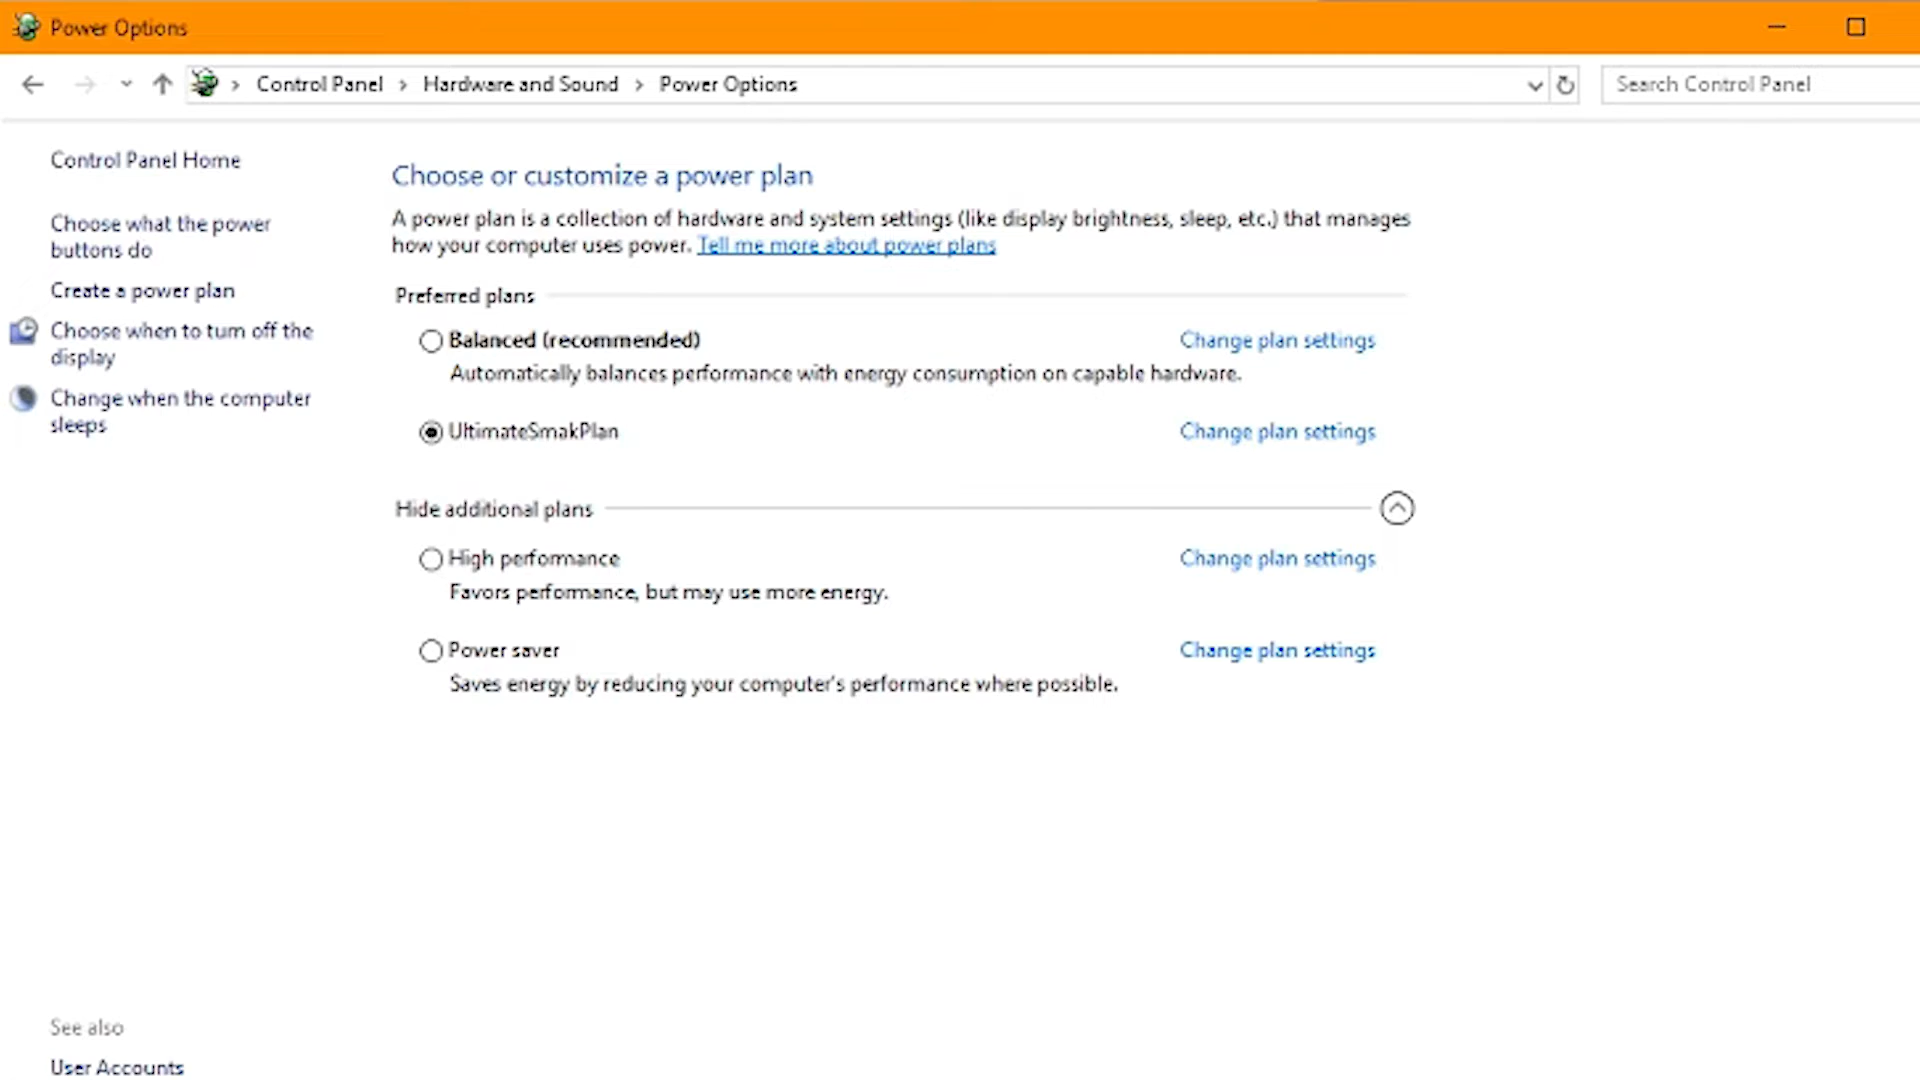 Power Options
Control Panel > Hardware and Sound > Power Options
Search Control Panel
Control Panel Home
Choose what the power
buttons do
Create a power plan
Choose when to turn off the
display
Change when the computer
sleeps
Choose or customize a power plan
A power plan is a collection of hardware and system settings (like display brightness, sleep, etc.) that manages
how your computer uses power. Tell me more about power plans
Preferred plans
Balanced (recommended) Change plan settings
Automatically balances performance with energy consumption on capable hardware.
UltimateSmakPlan Change plan settings
Hide additional plans
High performance Change plan settings
Favors performance, but may use more energy.
Power saver Change plan settings
Saves energy by reducing your computer's performance where possible.
See also
User Accounts